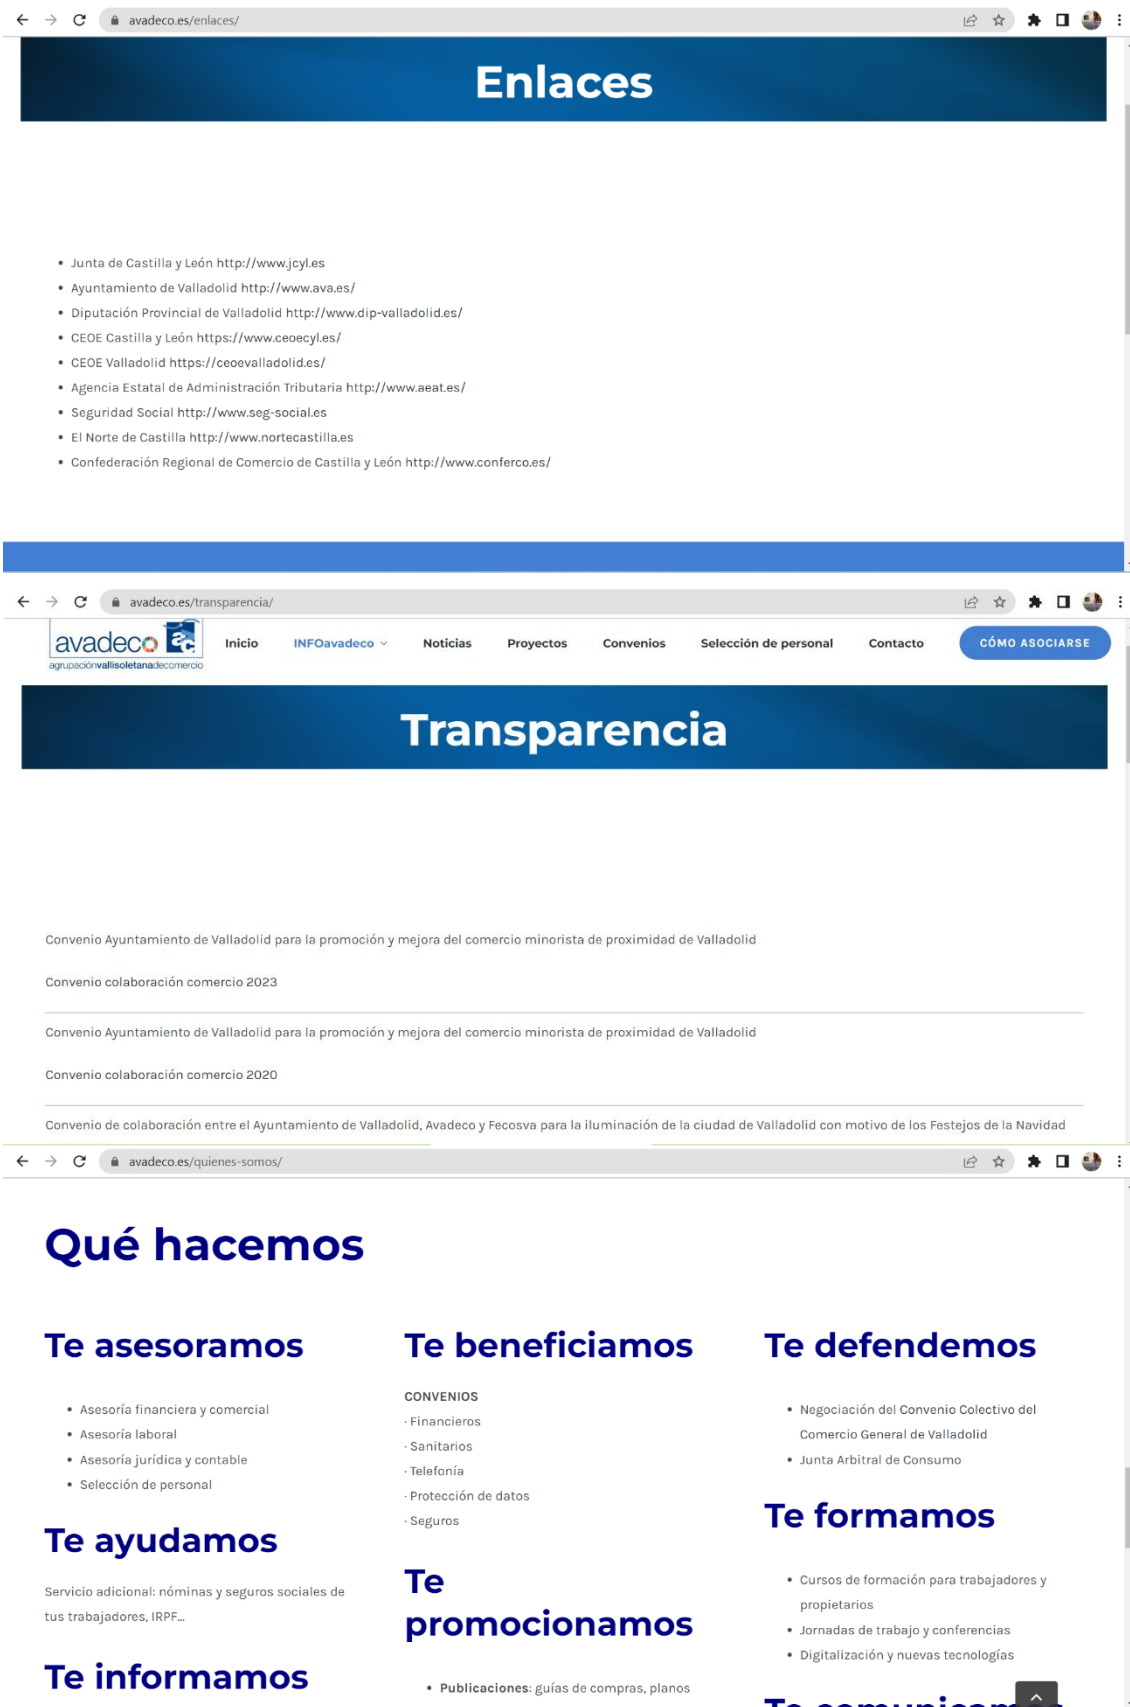 avadeco.es/enlaces/
Enlaces
• Junta de Castilla y León http://www.jcyl.es
• Ayuntamiento de Valladolid http://www.ava.es/
• Diputación Provincial de Valladolid http://www.dip-valladolid.es/
• CEOE Castilla y León https://www.ceoecyl.es/
• CEOE Valladolid https://ceoevalladolid.es/
• Agencia Estatal de Administración Tributaria http://www.aeat.es/
• Seguridad Social http://www.seg-social.es
• El Norte de Castilla http://www.nortecastilla.es
• Confederación Regional de Comercio de Castilla y León http://www.conferco.es/
avadeco.es/transparencia/
avadeco ac
agrupaciónvallisoletanadecomercio
Inicio INFOavadeco Noticias Proyectos Convenios Selección de personal Contacto CÓMO ASOCIARSE
Transparencia
Convenio Ayuntamiento de Valladolid para la promoción y mejora del comercio minorista de proximidad de Valladolid
Convenio colaboración comercio 2023
Convenio Ayuntamiento de Valladolid para la promoción y mejora del comercio minorista de proximidad de Valladolid
Convenio colaboración comercio 2020
Convenio de colaboración entre el Ayuntamiento de Valladolid, Avadeco y Fecosva para la iluminación de la ciudad de Valladolid con motivo de los Festejos de la Navidad
avadeco.es/quienes-somos/
Qué hacemos
Te asesoramos
• Asesoría financiera y comercial
• Asesoría laboral
• Asesoría jurídica y contable
• Selección de personal
Te ayudamos
Servicio adicional: nóminas y seguros sociales de
tus trabajadores, IRPF...
Te informamos
Te beneficiamos
CONVENIOS
· Financieros
· Sanitarios
· Telefonía
· Protección de datos
· Seguros
Te
promocionamos
• Publicaciones: guías de compras, planos
Te defendemos
• Negociación del Convenio Colectivo del
Comercio General de Valladolid
• Junta Arbitral de Consumo
Te formamos
• Cursos de formación para trabajadores y
propietarios
• Jornadas de trabajo y conferencias
• Digitalización y nuevas tecnologías